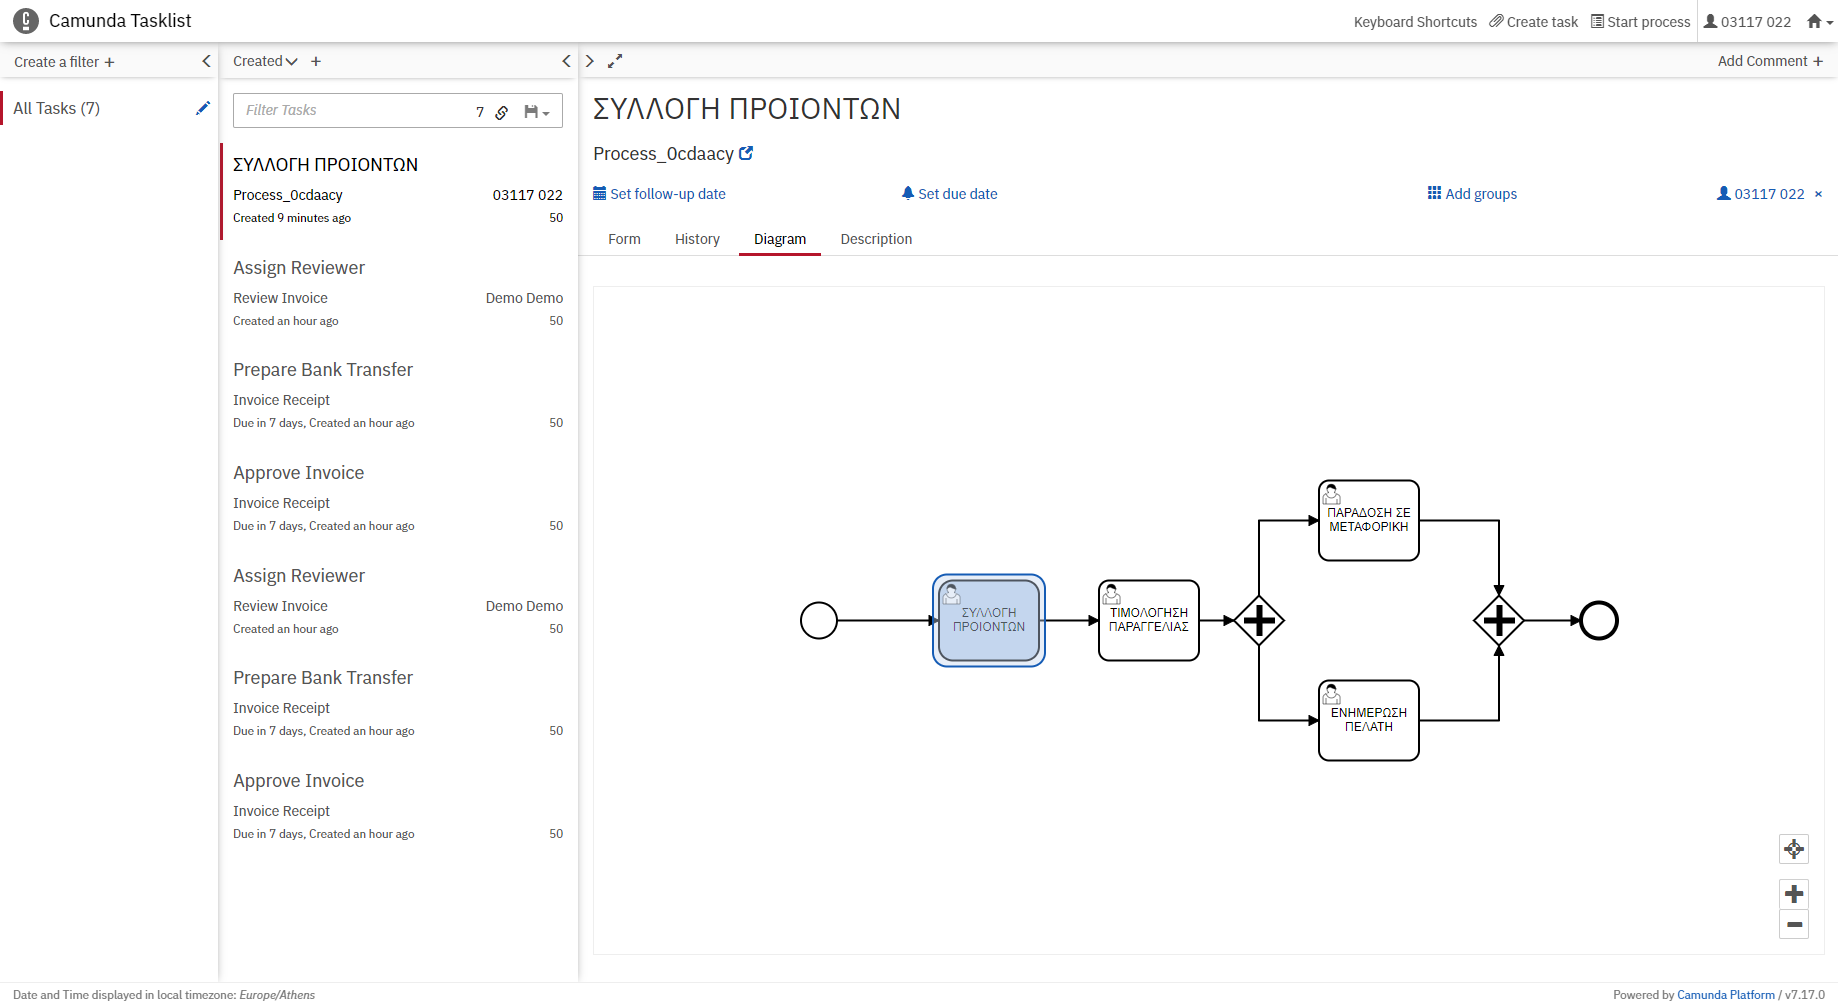 Camunda Tasklist
Keyboard Shortcuts Create task Start process 03117 022
Create a filter +
All Tasks (7)
Created +
Filter Tasks 7
ΣΥΛΛΟΓΗ ΠΡΟΙΟΝΤΩΝ
Process_0cdaacy 03117 022
Created 9 minutes ago 50
Assign Reviewer
Review Invoice Demo Demo
Created an hour ago 50
Prepare Bank Transfer
Invoice Receipt
Due in 7 days, Created an hour ago 50
Approve Invoice
Invoice Receipt
Due in 7 days, Created an hour ago 50
Assign Reviewer
Review Invoice Demo Demo
Created an hour ago 50
Prepare Bank Transfer
Invoice Receipt
Due in 7 days, Created an hour ago 50
Approve Invoice
Invoice Receipt
Due in 7 days, Created an hour ago 50
Add Comment +
ΣΥΛΛΟΓΗ ΠΡΟΙΟΝΤΩΝ
Process_0cdaacy
Set follow-up date Set due date Add groups 03117 022 ×
Form History Diagram Description
ΣΥΛΛΟΓΗ
ΠΡΟΙΟΝΤΩΝ
ΤΙΜΟΛΟΓΗΣΗ
ΠΑΡΑΓΓΕΛΙΑΣ
ΠΑΡΑΔΟΣΗ ΣΕ
ΜΕΤΑΦΟΡΙΚΗ
ΕΝΗΜΕΡΩΣΗ
ΠΕΛΑΤΗ
Date and Time displayed in local timezone: Europe/Athens
Powered by Camunda Platform / v7.17.0